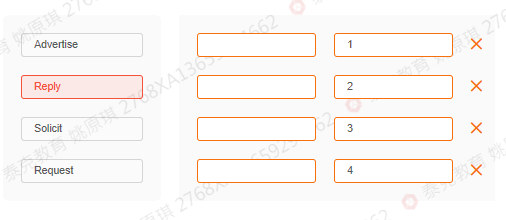 Advertise
1
Reply
2
Solicit
3
Request
4